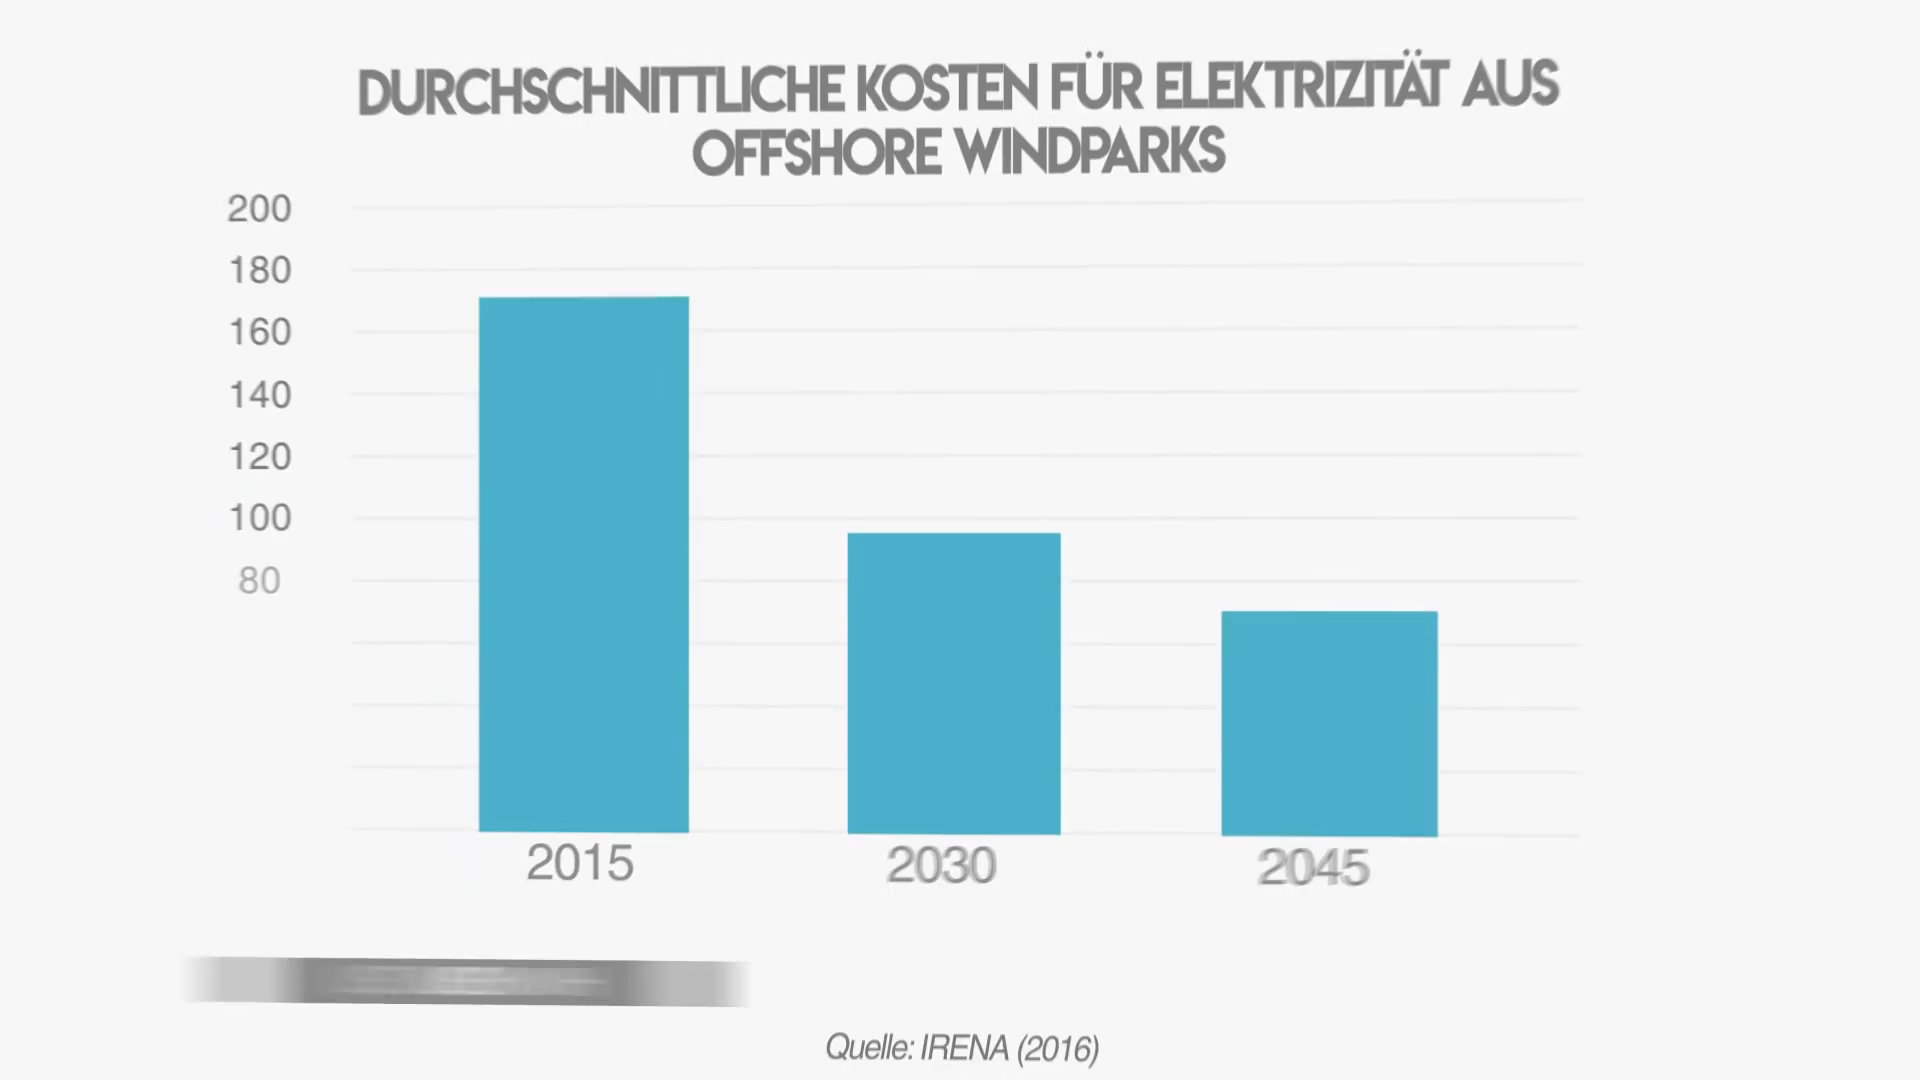 DURCHSCHNITTLICHE KOSTEN FÜR ELEKTRIZITÄT AUS
OFFSHORE WINDPARKS
200
180
160
140
120
100
80
2015 2030 2045
Quelle: IRENA (2016)